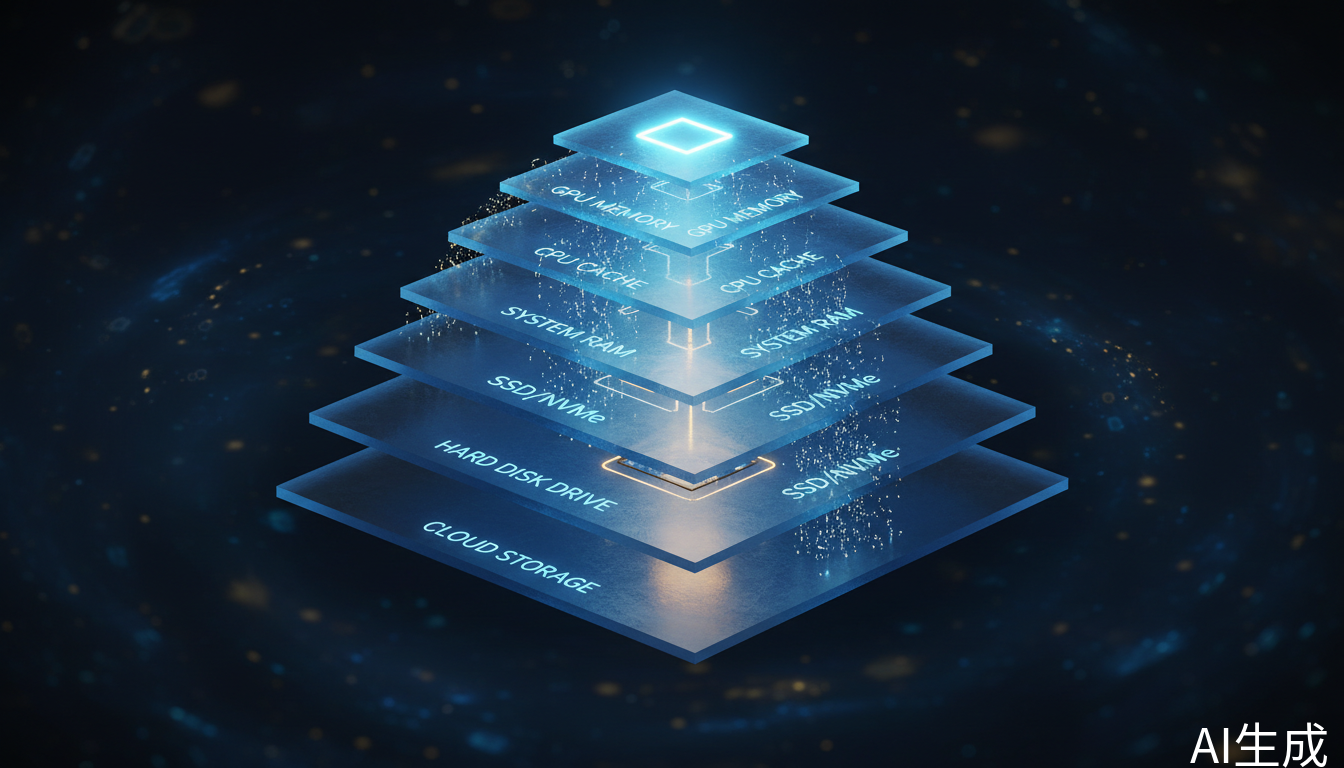 GPU MEMORY GPU MEMORY
CPU CACHE CPU CACHE
SYSTEM RAM SYSTEM RAM
SSD/NVMe SSD/NVMe
HARD DISK DRIVE SSD/NVMe
CLOUD STORAGE
AI生成